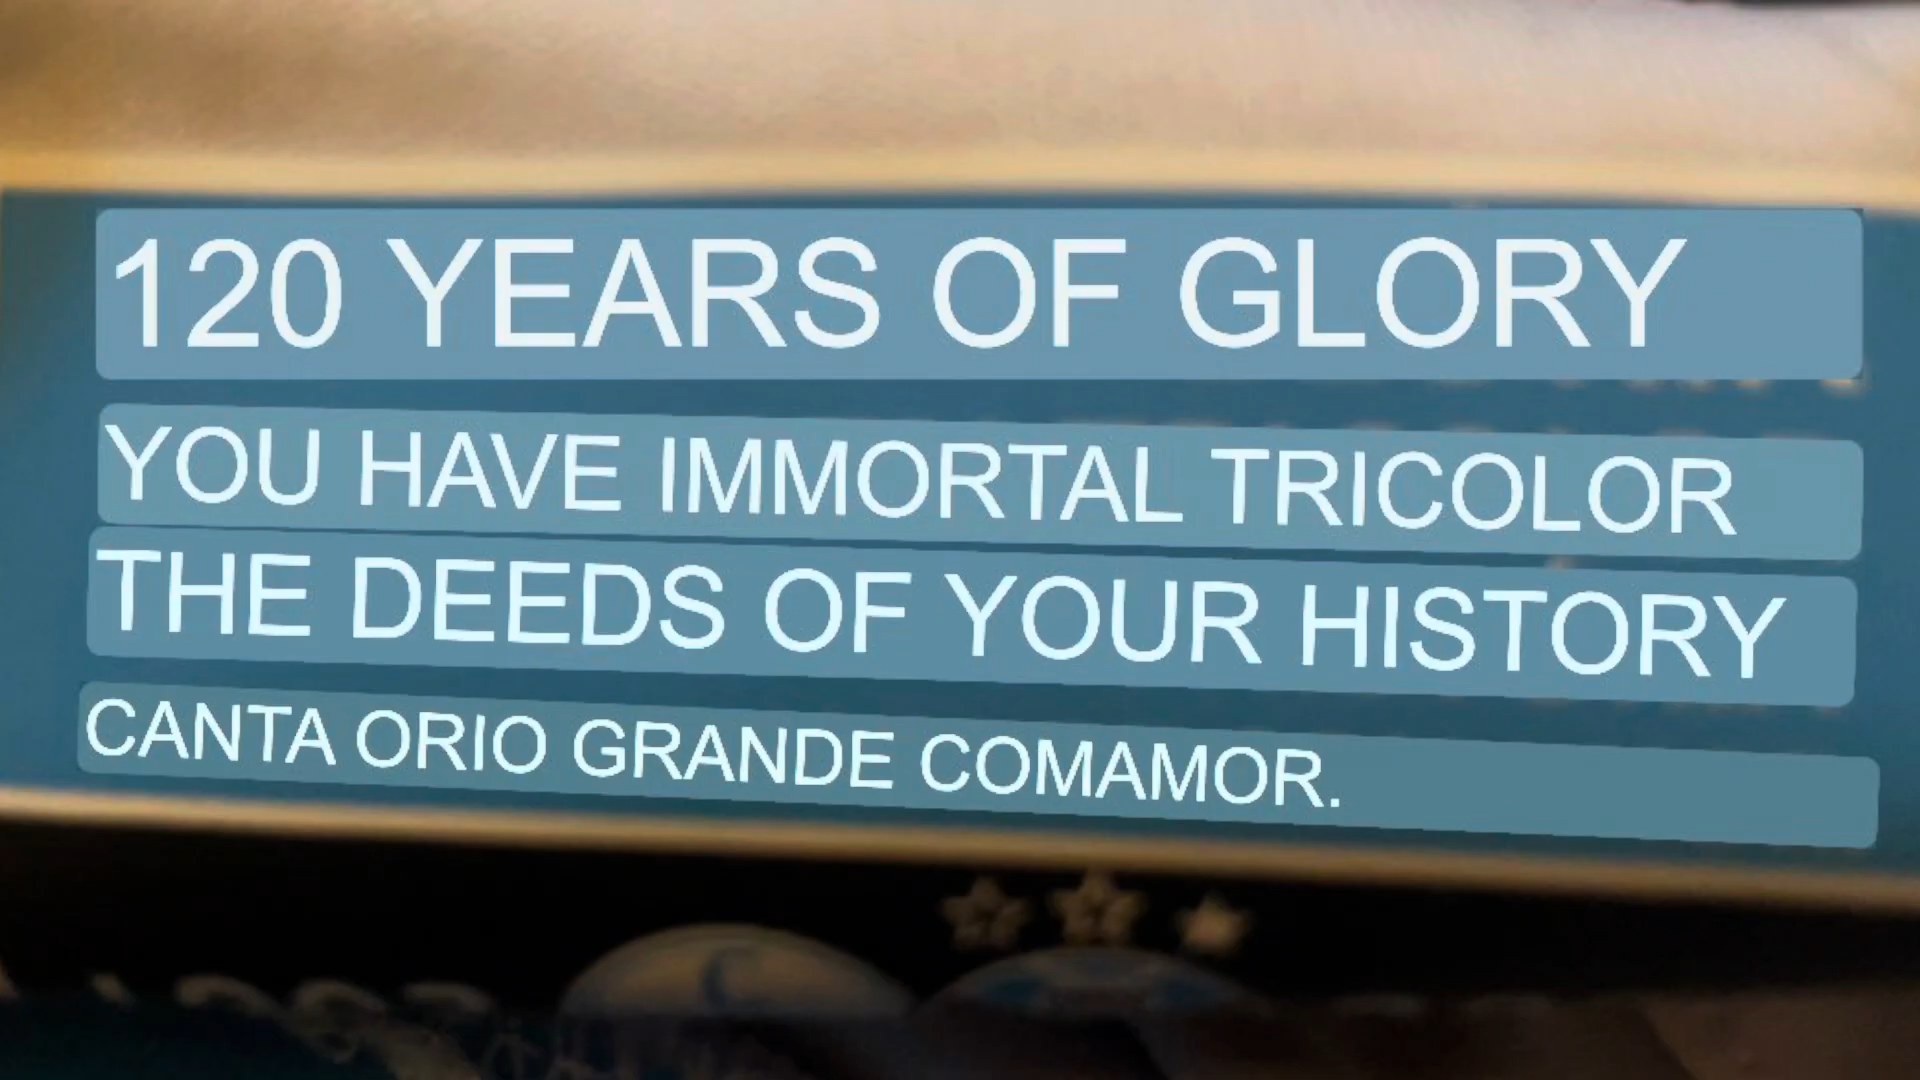 120 YEARS OF GLORY
YOU HAVE IMMORTAL TRICOLOR
THE DEEDS OF YOUR HISTORY
CANTA ORIO GRANDE COMAMOR.